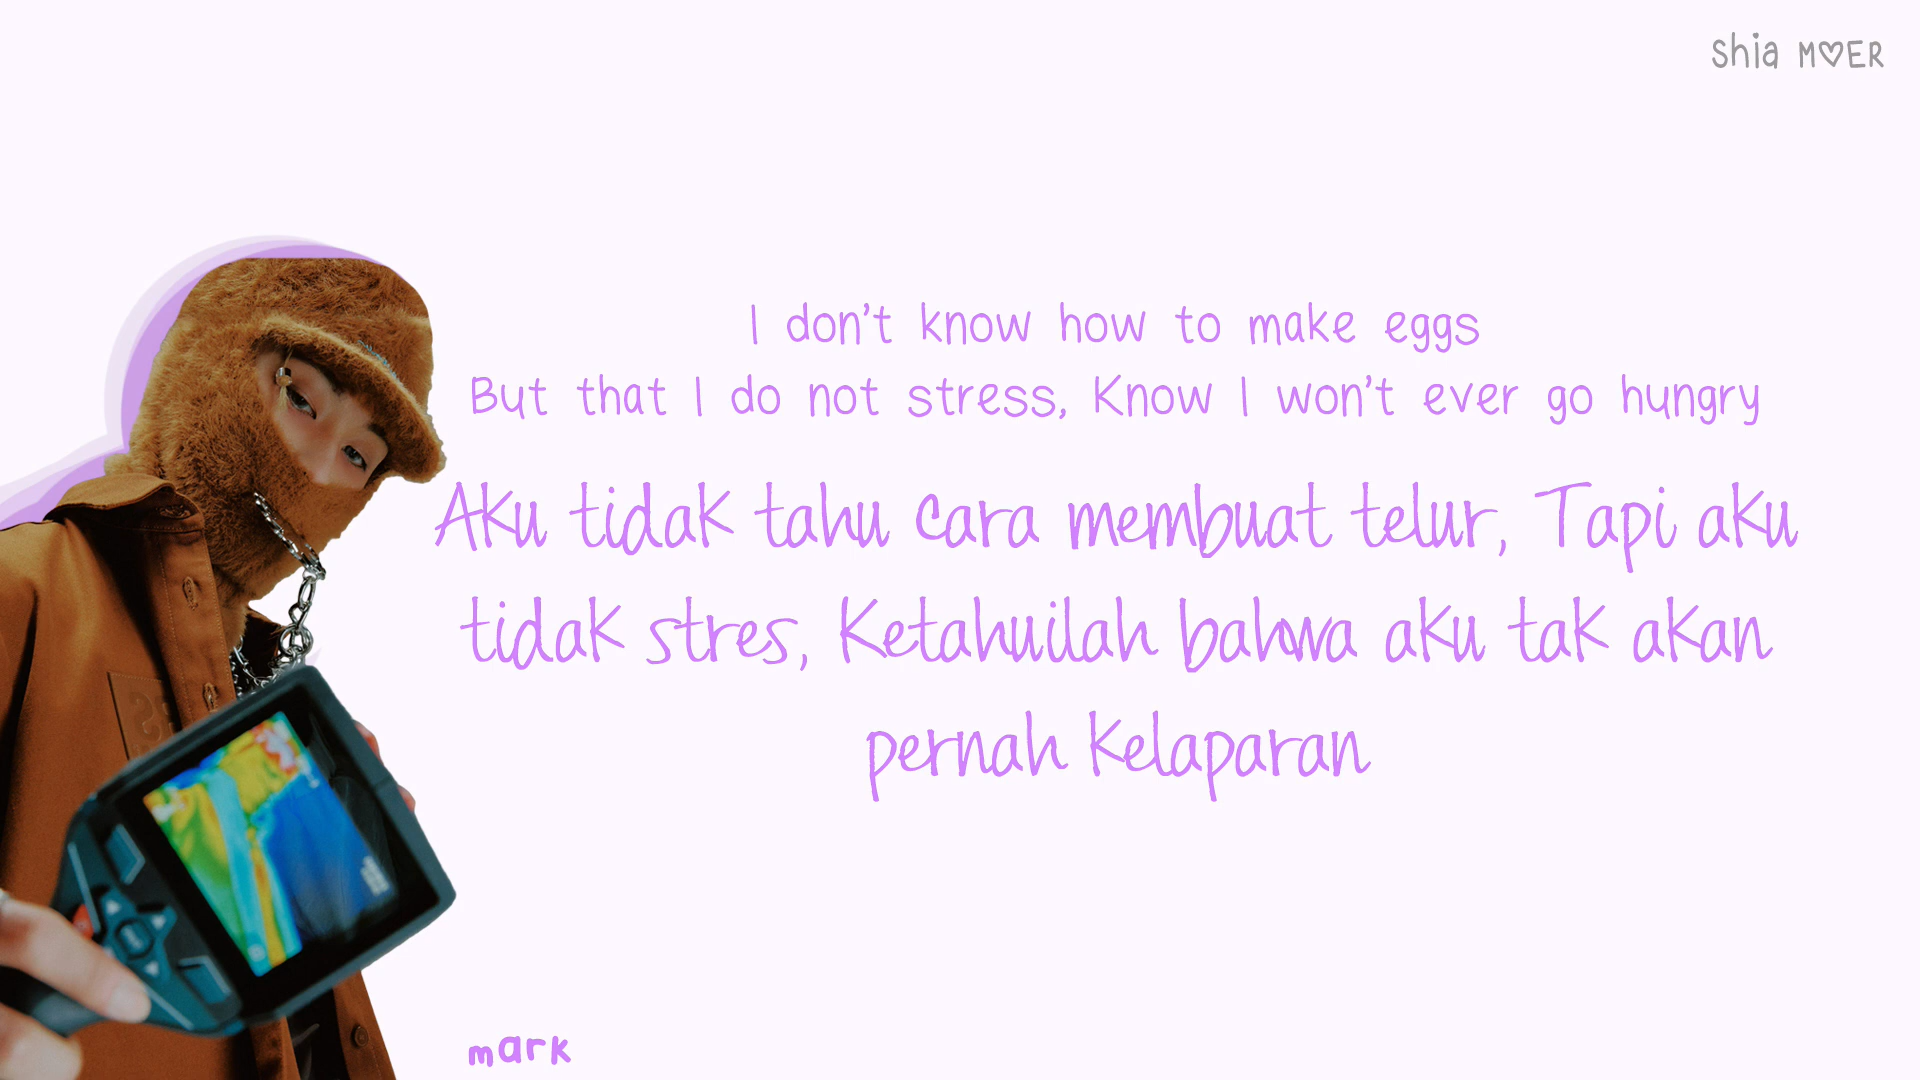 Shia M♡ER
I don't know how to make eggs
But that I do not stress, Know I won't ever go hungry
Aku tidak tahu cara membuat telur, Tapi aku
tidak stres, Ketahuilah bahwa aku tak akan
pernah kelaparan
mark